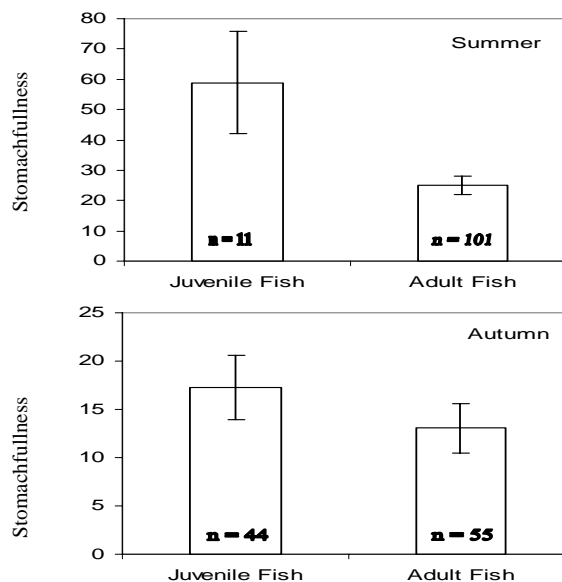 Summer
Stomachfullness
80
70
60
50
40
30
20
10
0
n = 11
n = 101
Juvenile Fish
Adult Fish
Autumn
Stomachfullness
25
20
15
10
5
0
n = 44
n = 55
Juvenile Fish
Adult Fish